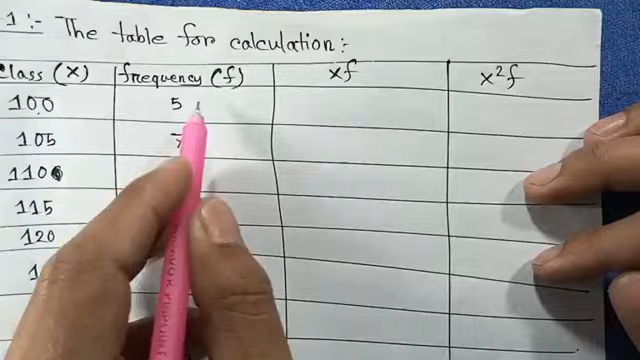 1 :- The table for calculation :-
Class (x) frequency (f) xf x²f
100 5
105
110
115
120